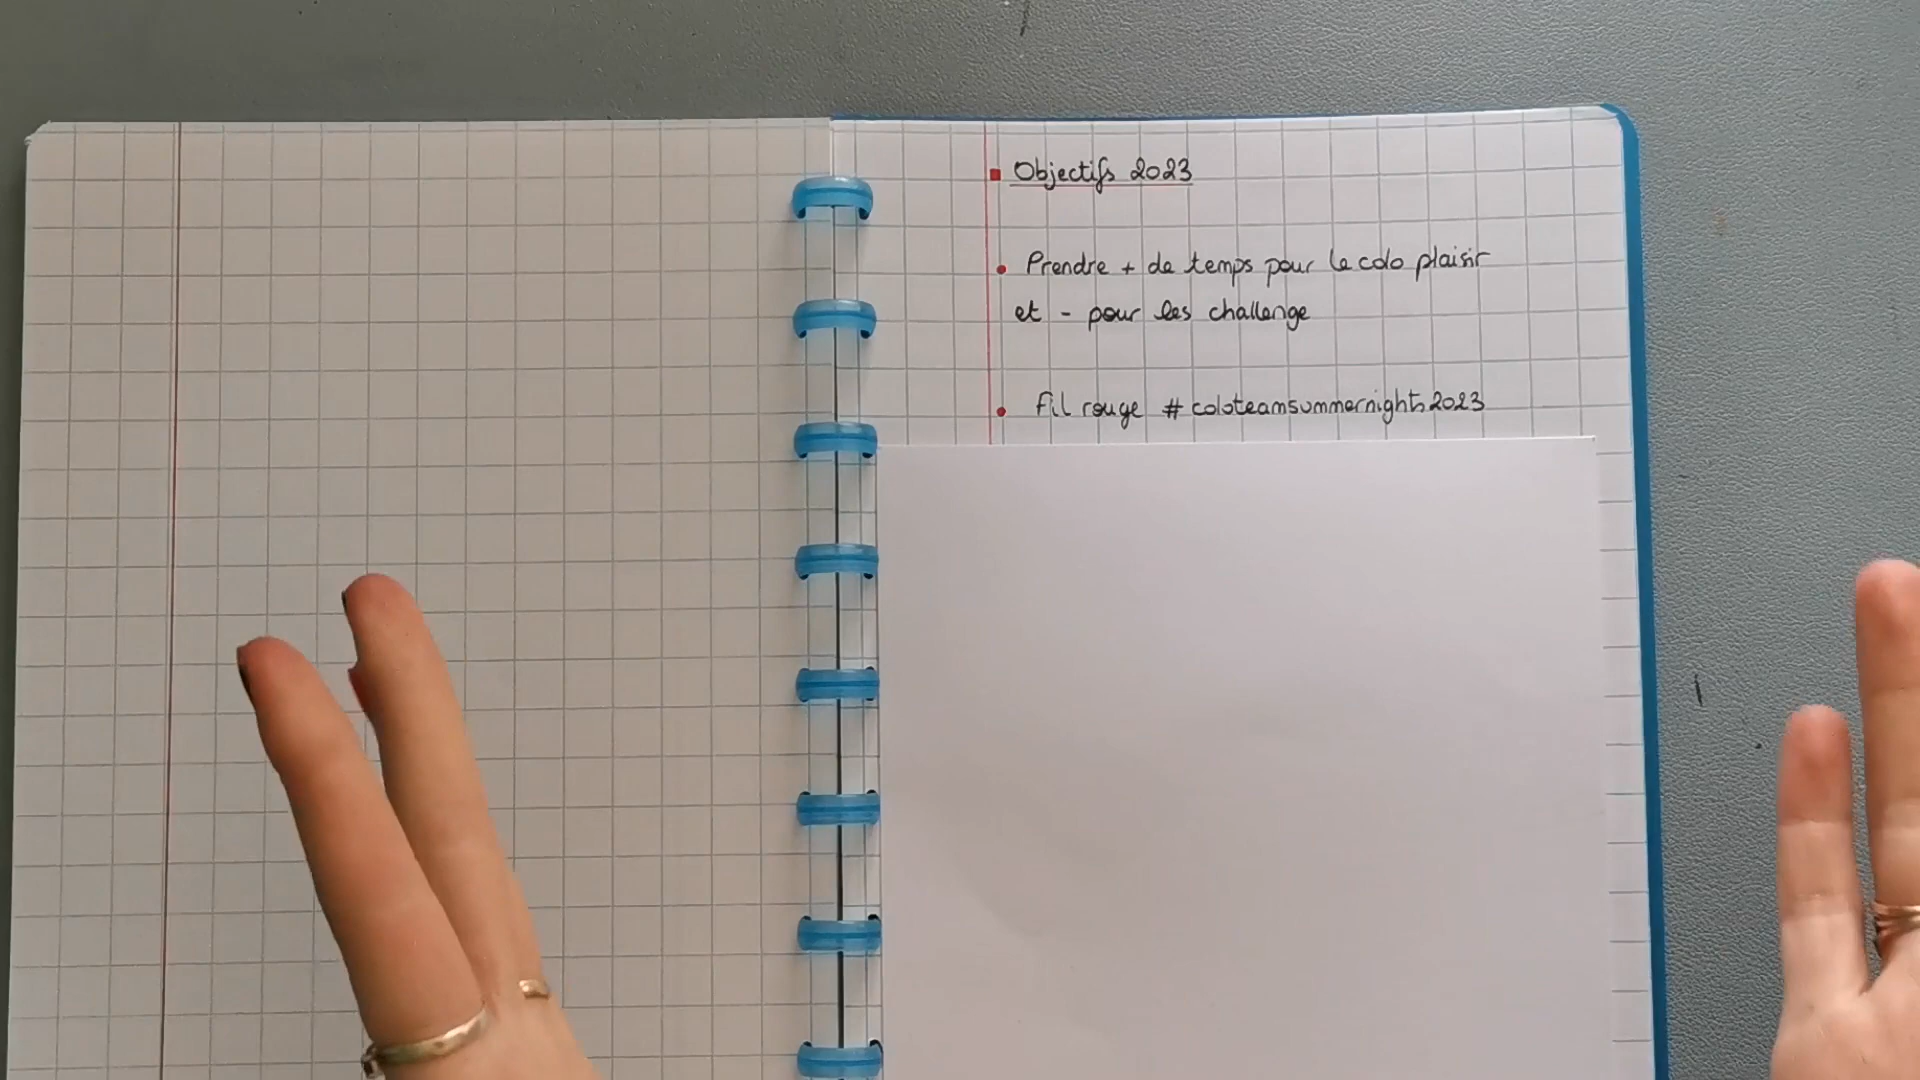 Objectifs 2023
Prendre + de temps pour le colo plaisir
et - pour les challenge
Fil rouge #coloteamsummernights2023